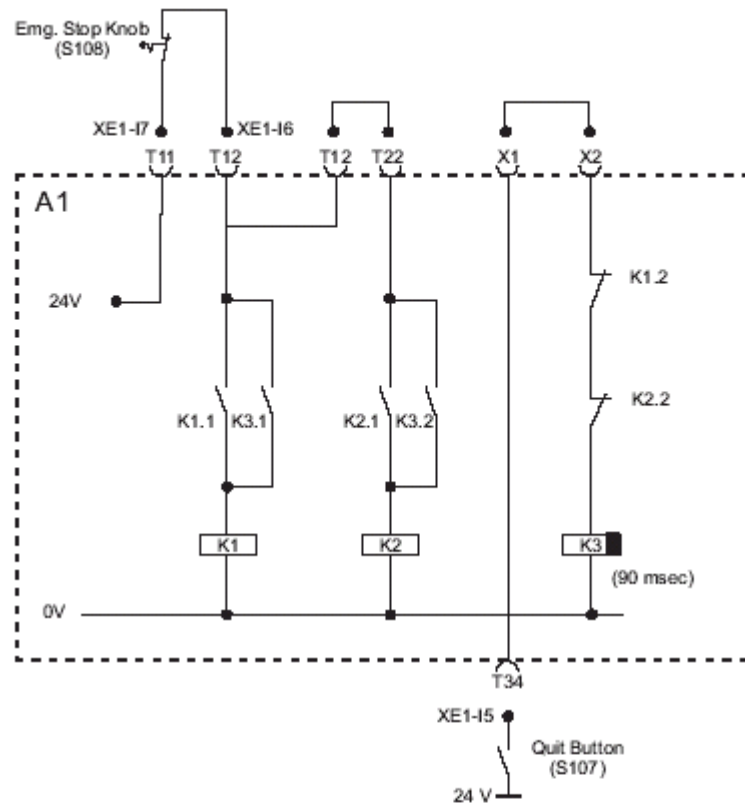 Emg. Stop Knob
(S108)
XE1-I7
XE1-I6
T11
T12
T12
T22
X1
X2
A1
24V
K1.2
K1.1
K3.1
K2.1
K3.2
K2.2
K1
K2
K3
(90 msec)
0V
T34
XE1-I5
Quit Button
(S107)
24 V